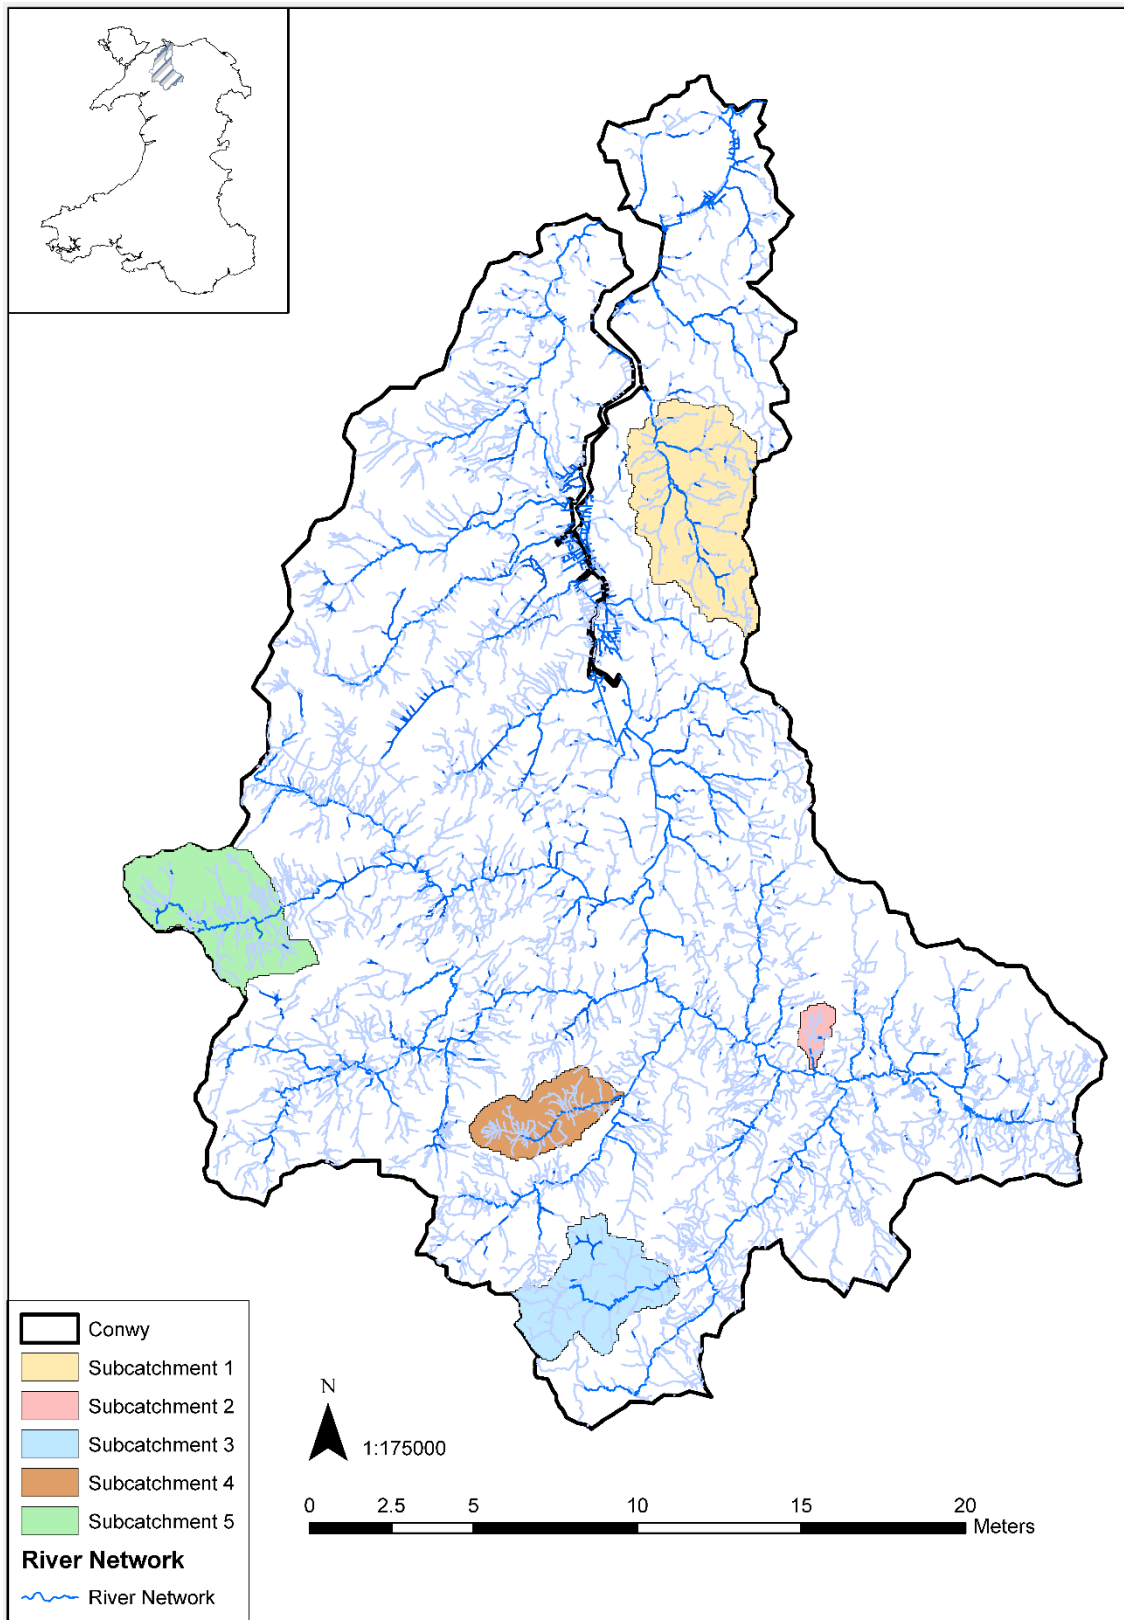 Conwy
Subcatchment 1
Subcatchment 2
Subcatchment 3
Subcatchment 4
Subcatchment 5
River Network
River Network
N
1:175000
0 2.5 5 10 15 20
Meters